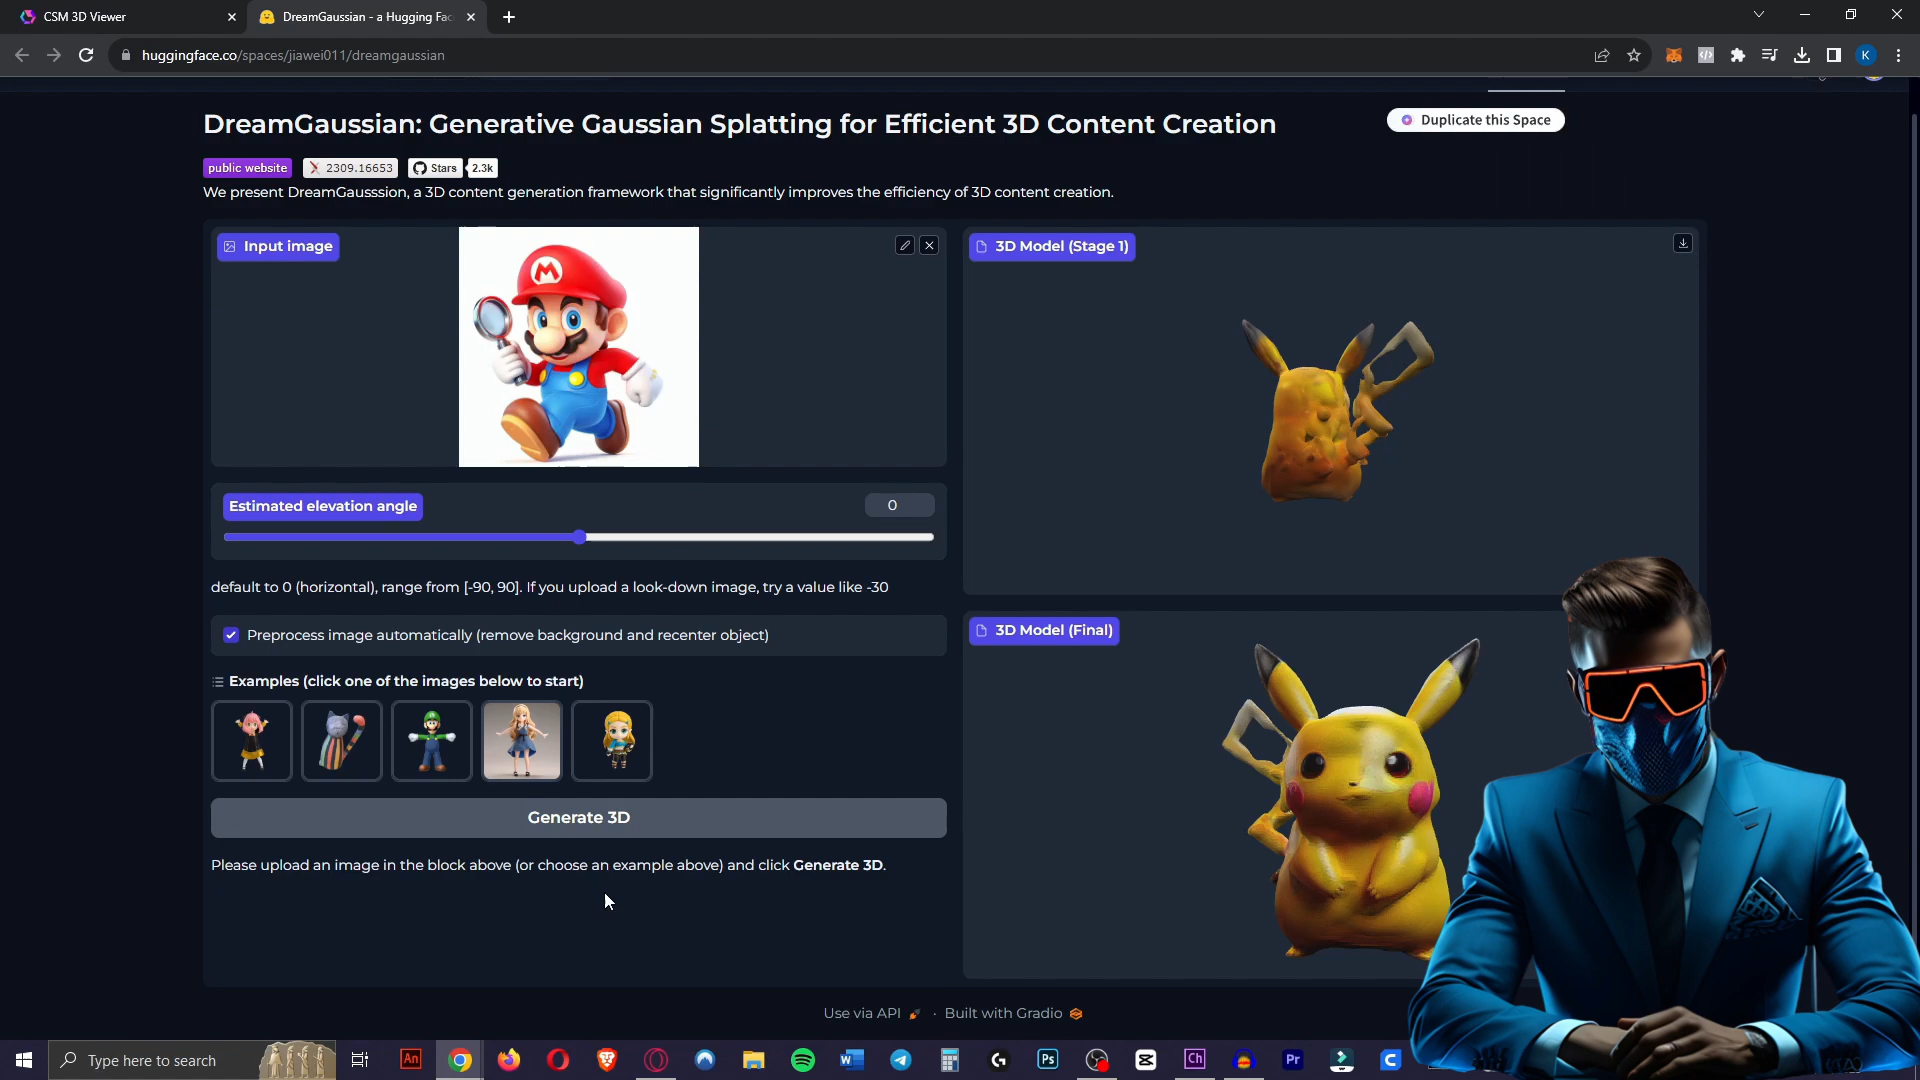 CSM 3D Viewer
DreamGaussian - a Hugging Fac
huggingface.co/spaces/jiawei011/dreamgaussian
K
DreamGaussian: Generative Gaussian Splatting for Efficient 3D Content Creation
Duplicate this Space
public website
2309.16653
Stars
2.3k
We present DreamGausssion, a 3D content generation framework that significantly improves the efficiency of 3D content creation.
Input image
M
3D Model (Stage 1)
Estimated elevation angle
0
default to 0 (horizontal), range from [-90, 90]. If you upload a look-down image, try a value like -30
Preprocess image automatically (remove background and recenter object)
3D Model (Final)
Examples (click one of the images below to start)
Generate 3D
Please upload an image in the block above (or choose an example above) and click Generate 3D.
Use via API
· Built with Gradio
Type here to search
An
W
Ps
Ch
Pr
C